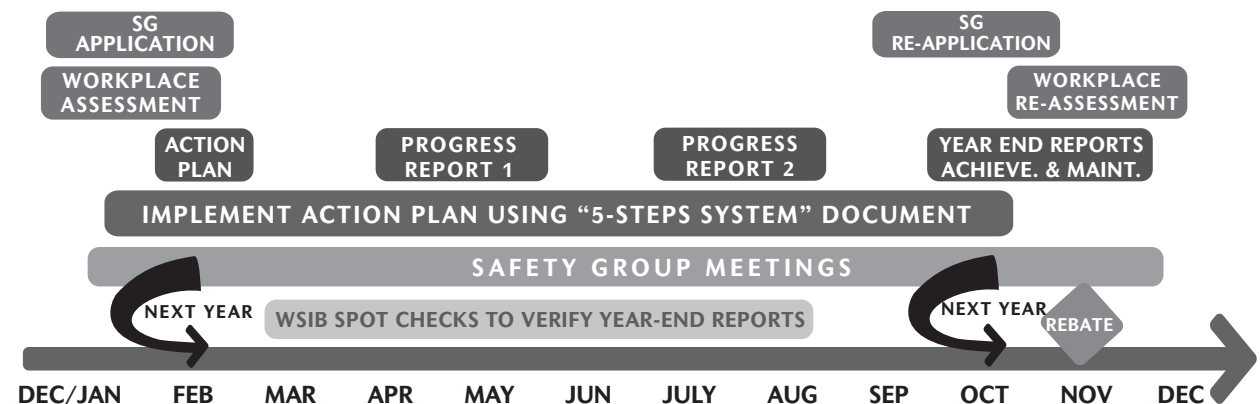 SG
APPLICATION
SG
RE-APPLICATION
WORKPLACE
ASSESSMENT
WORKPLACE
RE-ASSESSMENT
ACTION
PLAN
PROGRESS
REPORT 1
PROGRESS
REPORT 2
YEAR END REPORTS
ACHIEVE. & MAINT.
IMPLEMENT ACTION PLAN USING “5-STEPS SYSTEM” DOCUMENT
SAFETY GROUP MEETINGS
NEXT YEAR
WSIB SPOT CHECKS TO VERIFY YEAR-END REPORTS
NEXT YEAR
REBATE
DEC/JAN FEB MAR APR MAY JUN JULY AUG SEP OCT NOV DEC